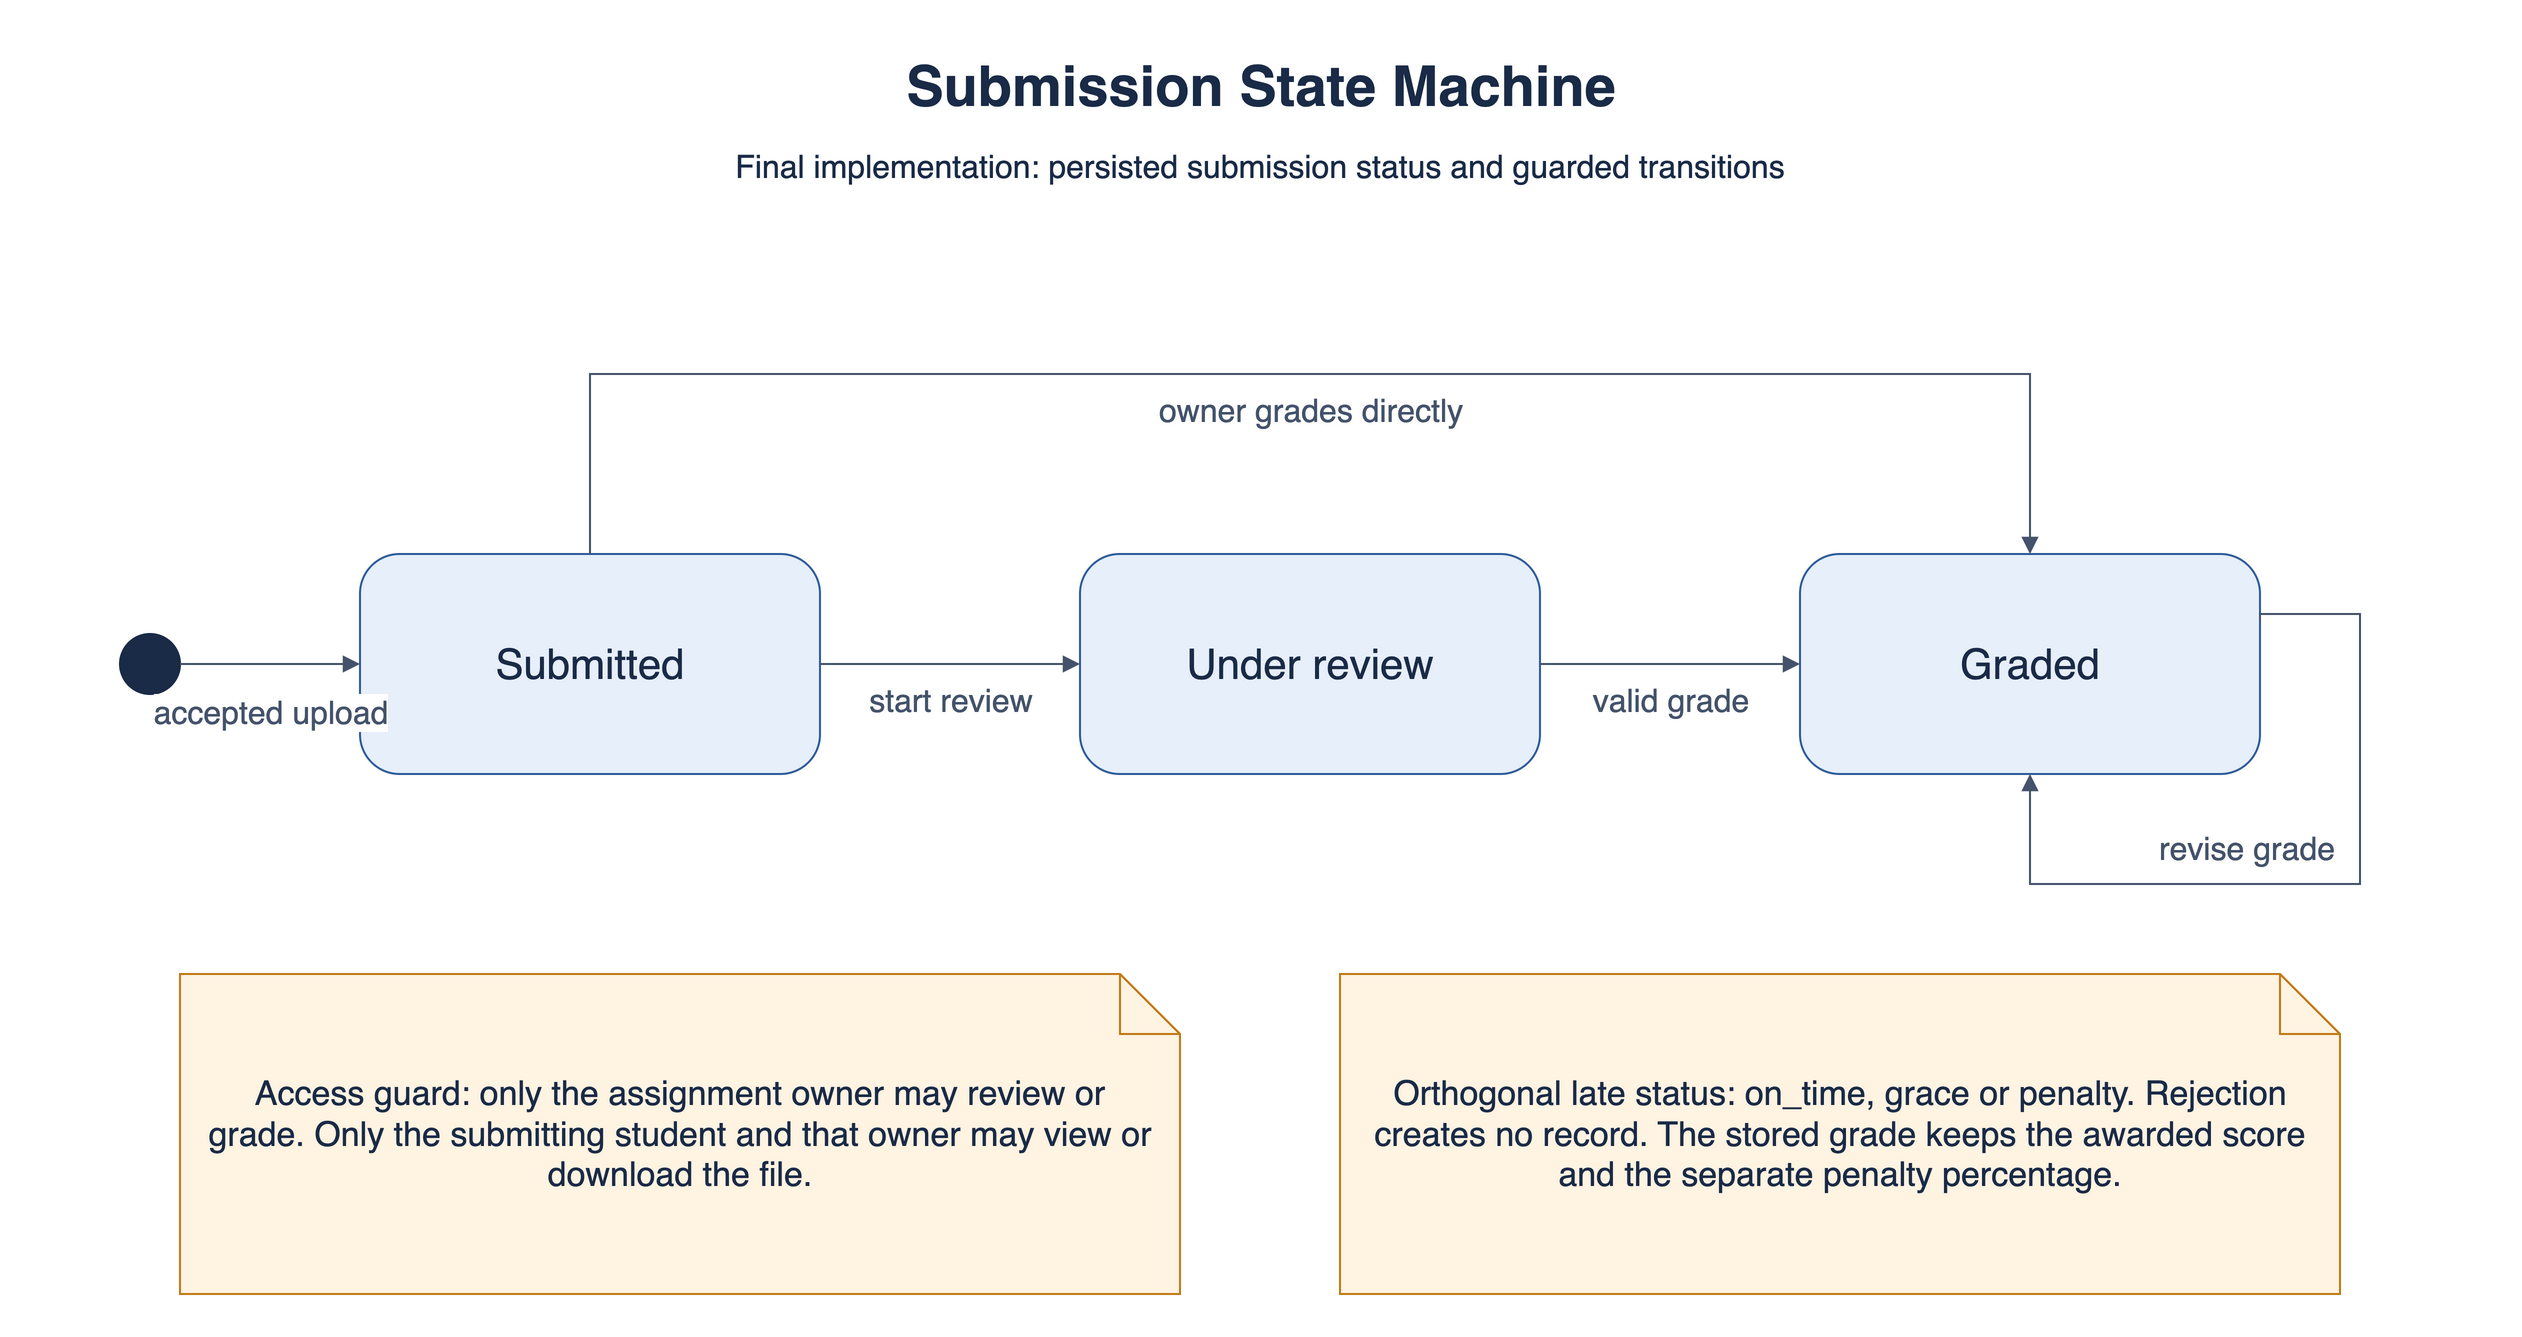 Submission State Machine
Final implementation: persisted submission status and guarded transitions
owner grades directly
Submitted
Under review
Graded
accepted upload
start review
valid grade
revise grade
Access guard: only the assignment owner may review or
grade. Only the submitting student and that owner may view or
download the file.
Orthogonal late status: on_time, grace or penalty. Rejection
creates no record. The stored grade keeps the awarded score
and the separate penalty percentage.